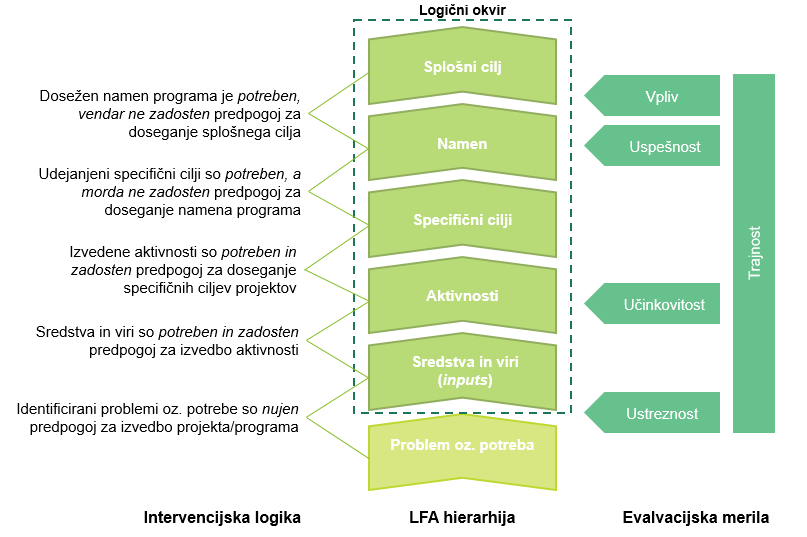 Logični okvir
Splošni cilj
Namen
Specifični cilji
Aktivnosti
Sredstva in viri
(inputs)
Problem oz. potreba
Dosežen namen programa je potreben,
vendar ne zadosten predpogoj za
doseganje splošnega cilja
Udejanjeni specifični cilji so potreben, a
morda ne zadosten predpogoj za
doseganje namena programa
Izvedene aktivnosti so potreben in
zadosten predpogoj za doseganje
specifičnih ciljev projektov
Sredstva in viri so potreben in zadosten
predpogoj za izvedbo aktivnosti
Identificirani problemi oz. potrebe so nujen
predpogoj za izvedbo projekta/programa
Vpliv
Uspešnost
Učinkovitost
Ustreznost
Trajnost
Intervencijska logika
LFA hierarhija
Evalvacijska merila